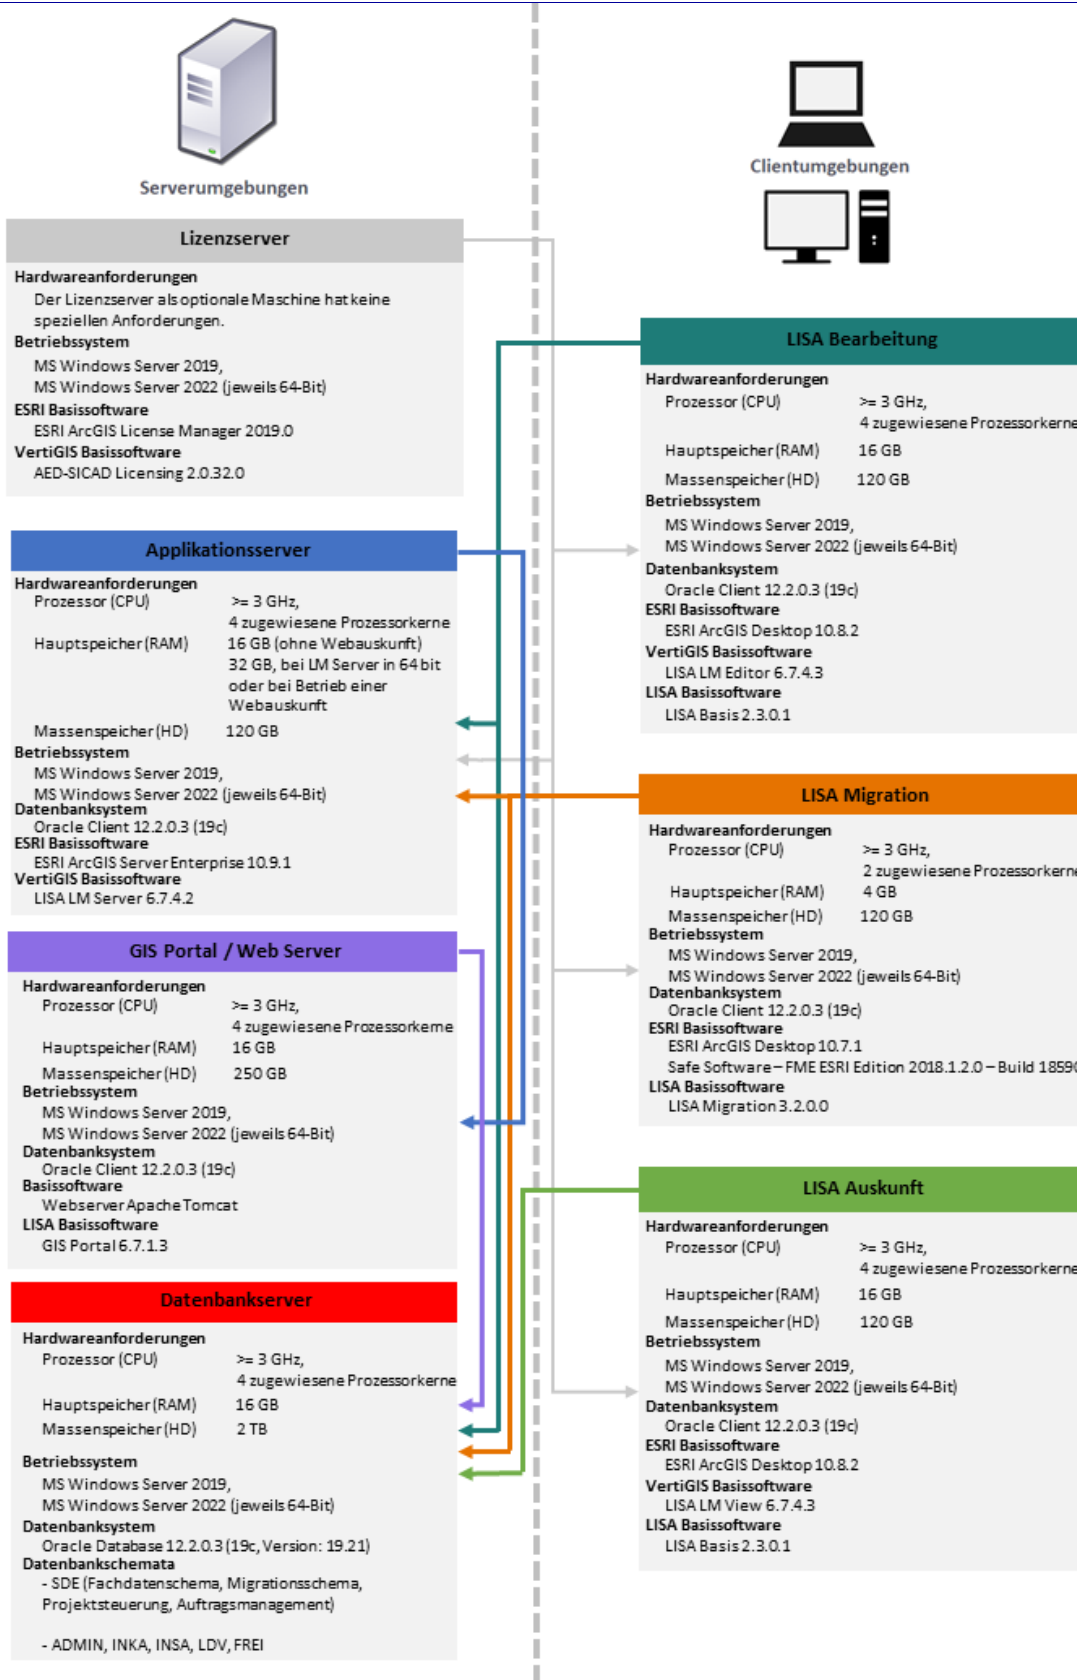 Serverumgebungen
Lizenzserver
Hardwareanforderungen
Der Lizenzserver als optionale Maschine hat keine
speziellen Anforderungen.
Betriebssystem
MS Windows Server 2019,
MS Windows Server 2022 (jeweils 64-Bit)
ESRI Basissoftware
ESRI ArcGIS License Manager 2019.0
VertiGIS Basissoftware
AED-SICAD Licensing 2.0.32.0
Applikationsserver
Hardwareanforderungen
Prozessor (CPU) >= 3 GHz,
4 zugewiesene Prozessorkerne
Hauptspeicher (RAM) 16 GB (ohne Webauskunft)
32 GB, bei LM Server in 64 bit
oder bei Betrieb einer
Webauskunft
Massenspeicher (HD) 120 GB
Betriebssystem
MS Windows Server 2019,
MS Windows Server 2022 (jeweils 64-Bit)
Datenbanksystem
Oracle Client 12.2.0.3 (19c)
ESRI Basissoftware
ESRI ArcGIS Server Enterprise 10.9.1
VertiGIS Basissoftware
LISA LM Server 6.7.4.2
GIS Portal / Web Server
Hardwareanforderungen
Prozessor (CPU) >= 3 GHz,
4 zugewiesene Prozessorkerne
Hauptspeicher (RAM) 16 GB
Massenspeicher (HD) 250 GB
Betriebssystem
MS Windows Server 2019,
MS Windows Server 2022 (jeweils 64-Bit)
Datenbanksystem
Oracle Client 12.2.0.3 (19c)
Basissoftware
Webserver Apache Tomcat
LISA Basissoftware
GIS Portal 6.7.1.3
Datenbankserver
Hardwareanforderungen
Prozessor (CPU) >= 3 GHz,
4 zugewiesene Prozessorkerne
Hauptspeicher (RAM) 16 GB
Massenspeicher (HD) 2 TB
Betriebssystem
MS Windows Server 2019,
MS Windows Server 2022 (jeweils 64-Bit)
Datenbanksystem
Oracle Database 12.2.0.3 (19c, Version: 19.21)
Datenbankschemata
- SDE (Fachdatenschema, Migrationsschema,
Projektsteuerung, Auftragsmanagement)
- ADMIN, INKA, INSA, LDV, FREI
Clientumgebungen
LISA Bearbeitung
Hardwareanforderungen
Prozessor (CPU) >= 3 GHz,
4 zugewiesene Prozessorkerne
Hauptspeicher (RAM) 16 GB
Massenspeicher (HD) 120 GB
Betriebssystem
MS Windows Server 2019,
MS Windows Server 2022 (jeweils 64-Bit)
Datenbanksystem
Oracle Client 12.2.0.3 (19c)
ESRI Basissoftware
ESRI ArcGIS Desktop 10.8.2
VertiGIS Basissoftware
LISA LM Editor 6.7.4.3
LISA Basissoftware
LISA Basis 2.3.0.1
LISA Migration
Hardwareanforderungen
Prozessor (CPU) >= 3 GHz,
2 zugewiesene Prozessorkerne
Hauptspeicher (RAM) 4 GB
Massenspeicher (HD) 120 GB
Betriebssystem
MS Windows Server 2019,
MS Windows Server 2022 (jeweils 64-Bit)
Datenbanksystem
Oracle Client 12.2.0.3 (19c)
ESRI Basissoftware
ESRI ArcGIS Desktop 10.7.1
Safe Software – FME ESRI Edition 2018.1.2.0 – Build 18590
LISA Basissoftware
LISA Migration 3.2.0.0
LISA Auskunft
Hardwareanforderungen
Prozessor (CPU) >= 3 GHz,
4 zugewiesene Prozessorkerne
Hauptspeicher (RAM) 16 GB
Massenspeicher (HD) 120 GB
Betriebssystem
MS Windows Server 2019,
MS Windows Server 2022 (jeweils 64-Bit)
Datenbanksystem
Oracle Client 12.2.0.3 (19c)
ESRI Basissoftware
ESRI ArcGIS Desktop 10.8.2
VertiGIS Basissoftware
LISA LM View 6.7.4.3
LISA Basissoftware
LISA Basis 2.3.0.1